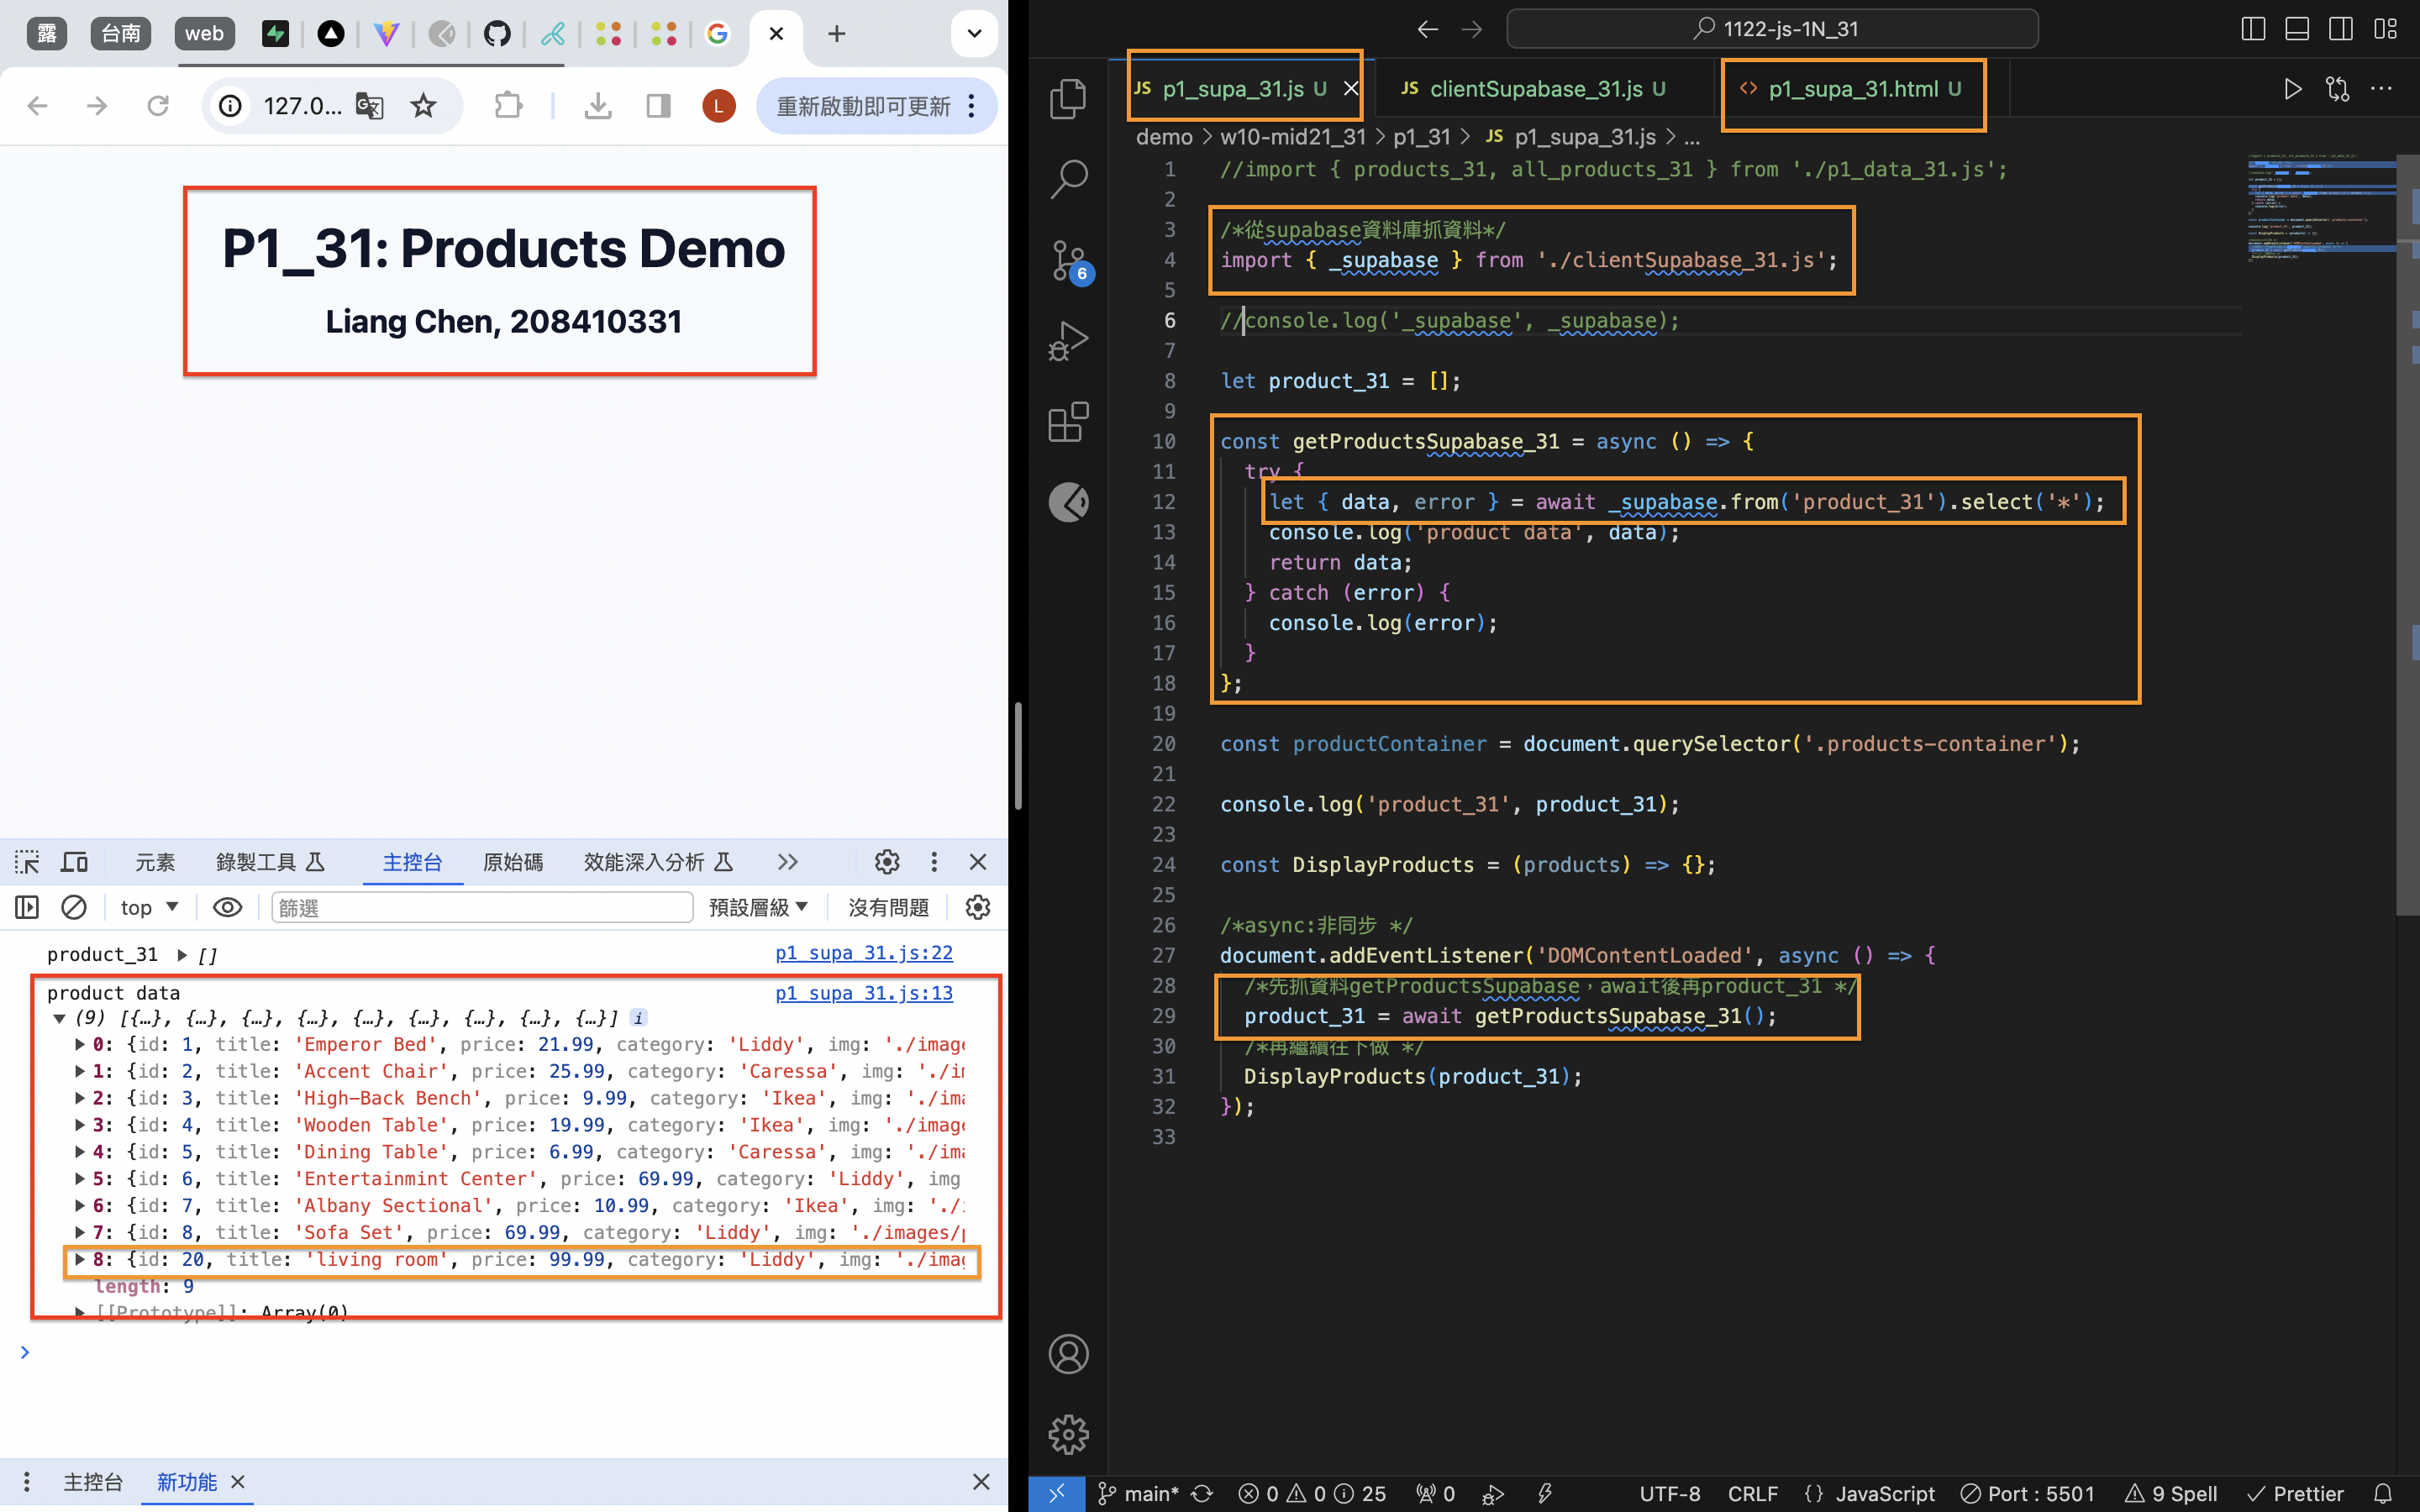 露 台南 web
127.0... 重新啟動即可更新
L
P1_31: Products Demo
Liang Chen, 208410331
元素 錄製工具 主控台 原始碼 效能深入分析
top 篩選 預設層級 沒有問題
product_31 ▶ [] p1_supa_31.js:22
product data p1_supa_31.js:13
▼ (9) [{…}, {…}, {…}, {…}, {…}, {…}, {…}, {…}, {…}] i
▶ 0: {id: 1, title: 'Emperor Bed', price: 21.99, category: 'Liddy', img: './image
▶ 1: {id: 2, title: 'Accent Chair', price: 25.99, category: 'Caressa', img: './i
▶ 2: {id: 3, title: 'High-Back Bench', price: 9.99, category: 'Ikea', img: './ima
▶ 3: {id: 4, title: 'Wooden Table', price: 19.99, category: 'Ikea', img: './image
▶ 4: {id: 5, title: 'Dining Table', price: 6.99, category: 'Caressa', img: './ima
▶ 5: {id: 6, title: 'Entertainmint Center', price: 69.99, category: 'Liddy', img
▶ 6: {id: 7, title: 'Albany Sectional', price: 10.99, category: 'Ikea', img: './
▶ 7: {id: 8, title: 'Sofa Set', price: 69.99, category: 'Liddy', img: './images/
▶ 8: {id: 20, title: 'living room', price: 99.99, category: 'Liddy', img: './imag
length: 9
▶ [[Prototype]]: Array(0)
主控台 新功能
1122-js-1N_31
JS p1_supa_31.js U JS clientSupabase_31.js U <> p1_supa_31.html U
demo > w10-mid21_31 > p1_31 > JS p1_supa_31.js > ...
6
1 //import { products_31, all_products_31 } from './p1_data_31.js';
2
3 /*從supabase資料庫抓資料*/
4 import { _supabase } from './clientSupabase_31.js';
5
6 //console.log('_supabase', _supabase);
7
8 let product_31 = [];
9
10 const getProductsSupabase_31 = async () => {
11 try {
12 let { data, error } = await _supabase.from('product_31').select('*');
13 console.log('product data', data);
14 return data;
15 } catch (error) {
16 console.log(error);
17 }
18 };
19
20 const productContainer = document.querySelector('.products-container');
21
22 console.log('product_31', product_31);
23
24 const DisplayProducts = (products) => {};
25
26 /*async:非同步 */
27 document.addEventListener('DOMContentLoaded', async () => {
28 /*先抓資料getProductsSupabase，await後再product_31 */
29 product_31 = await getProductsSupabase_31();
30 /*再繼續往下做 */
31 DisplayProducts(product_31);
32 });
33
main* 0 0 25 0 UTF-8 CRLF {} JavaScript Port : 5501 9 Spell Prettier